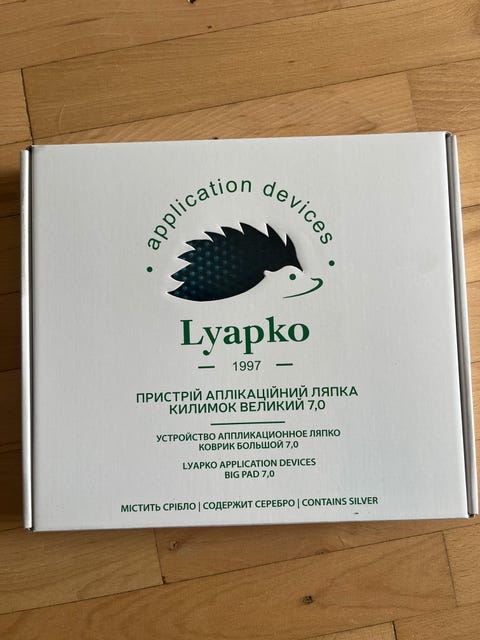 application devices
Lyapko
— 1997 —
ПРИСТРІЙ АПЛІКАЦІЙНИЙ ЛЯПКА
КИЛИМОК ВЕЛИКИЙ 7,0
УСТРОЙСТВО АППЛИКАЦИОННОЕ ЛЯПКО
КОВРИК БОЛЬШОЙ 7,0
LYAPKO APPLICATION DEVICES
BIG PAD 7,0
МІСТИТЬ СРІБЛО | СОДЕРЖИТ СЕРЕБРО | CONTAINS SILVER